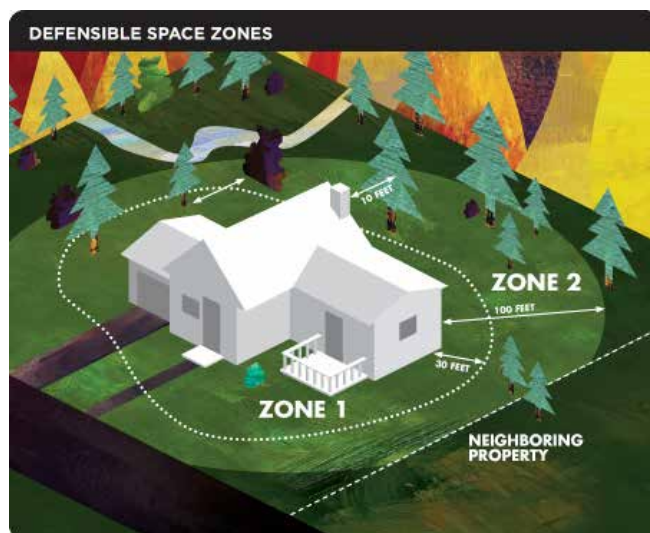 DEFENSIBLE SPACE ZONES
10 FEET
ZONE 2
100 FEET
30 FEET
ZONE 1
NEIGHBORING
PROPERTY